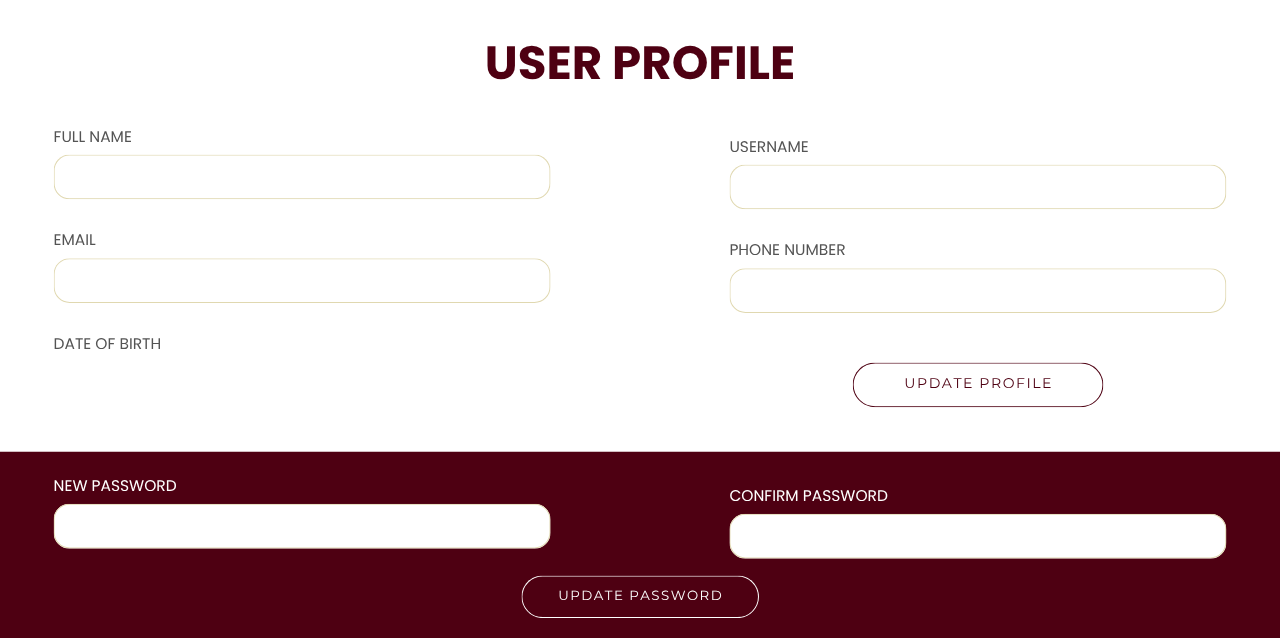 USER PROFILE
FULL NAME
USERNAME
EMAIL
PHONE NUMBER
DATE OF BIRTH
UPDATE PROFILE
NEW PASSWORD
CONFIRM PASSWORD
UPDATE PASSWORD